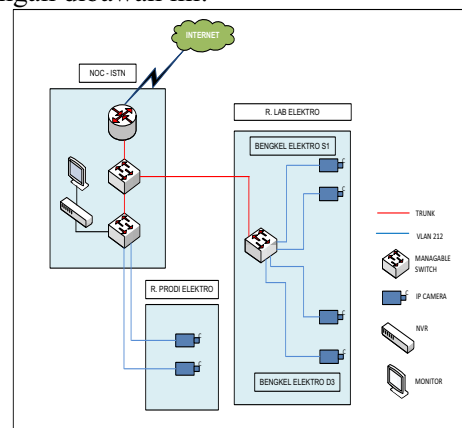 ngan dibawah ini.
INTERNET
NOC - ISTN
R. LAB ELEKTRO
BENGKEL ELEKTRO S1
R. PRODI ELEKTRO
BENGKEL ELEKTRO D3
TRUNK
VLAN 212
MANAGABLE
SWITCH
IP CAMERA
NVR
MONITOR